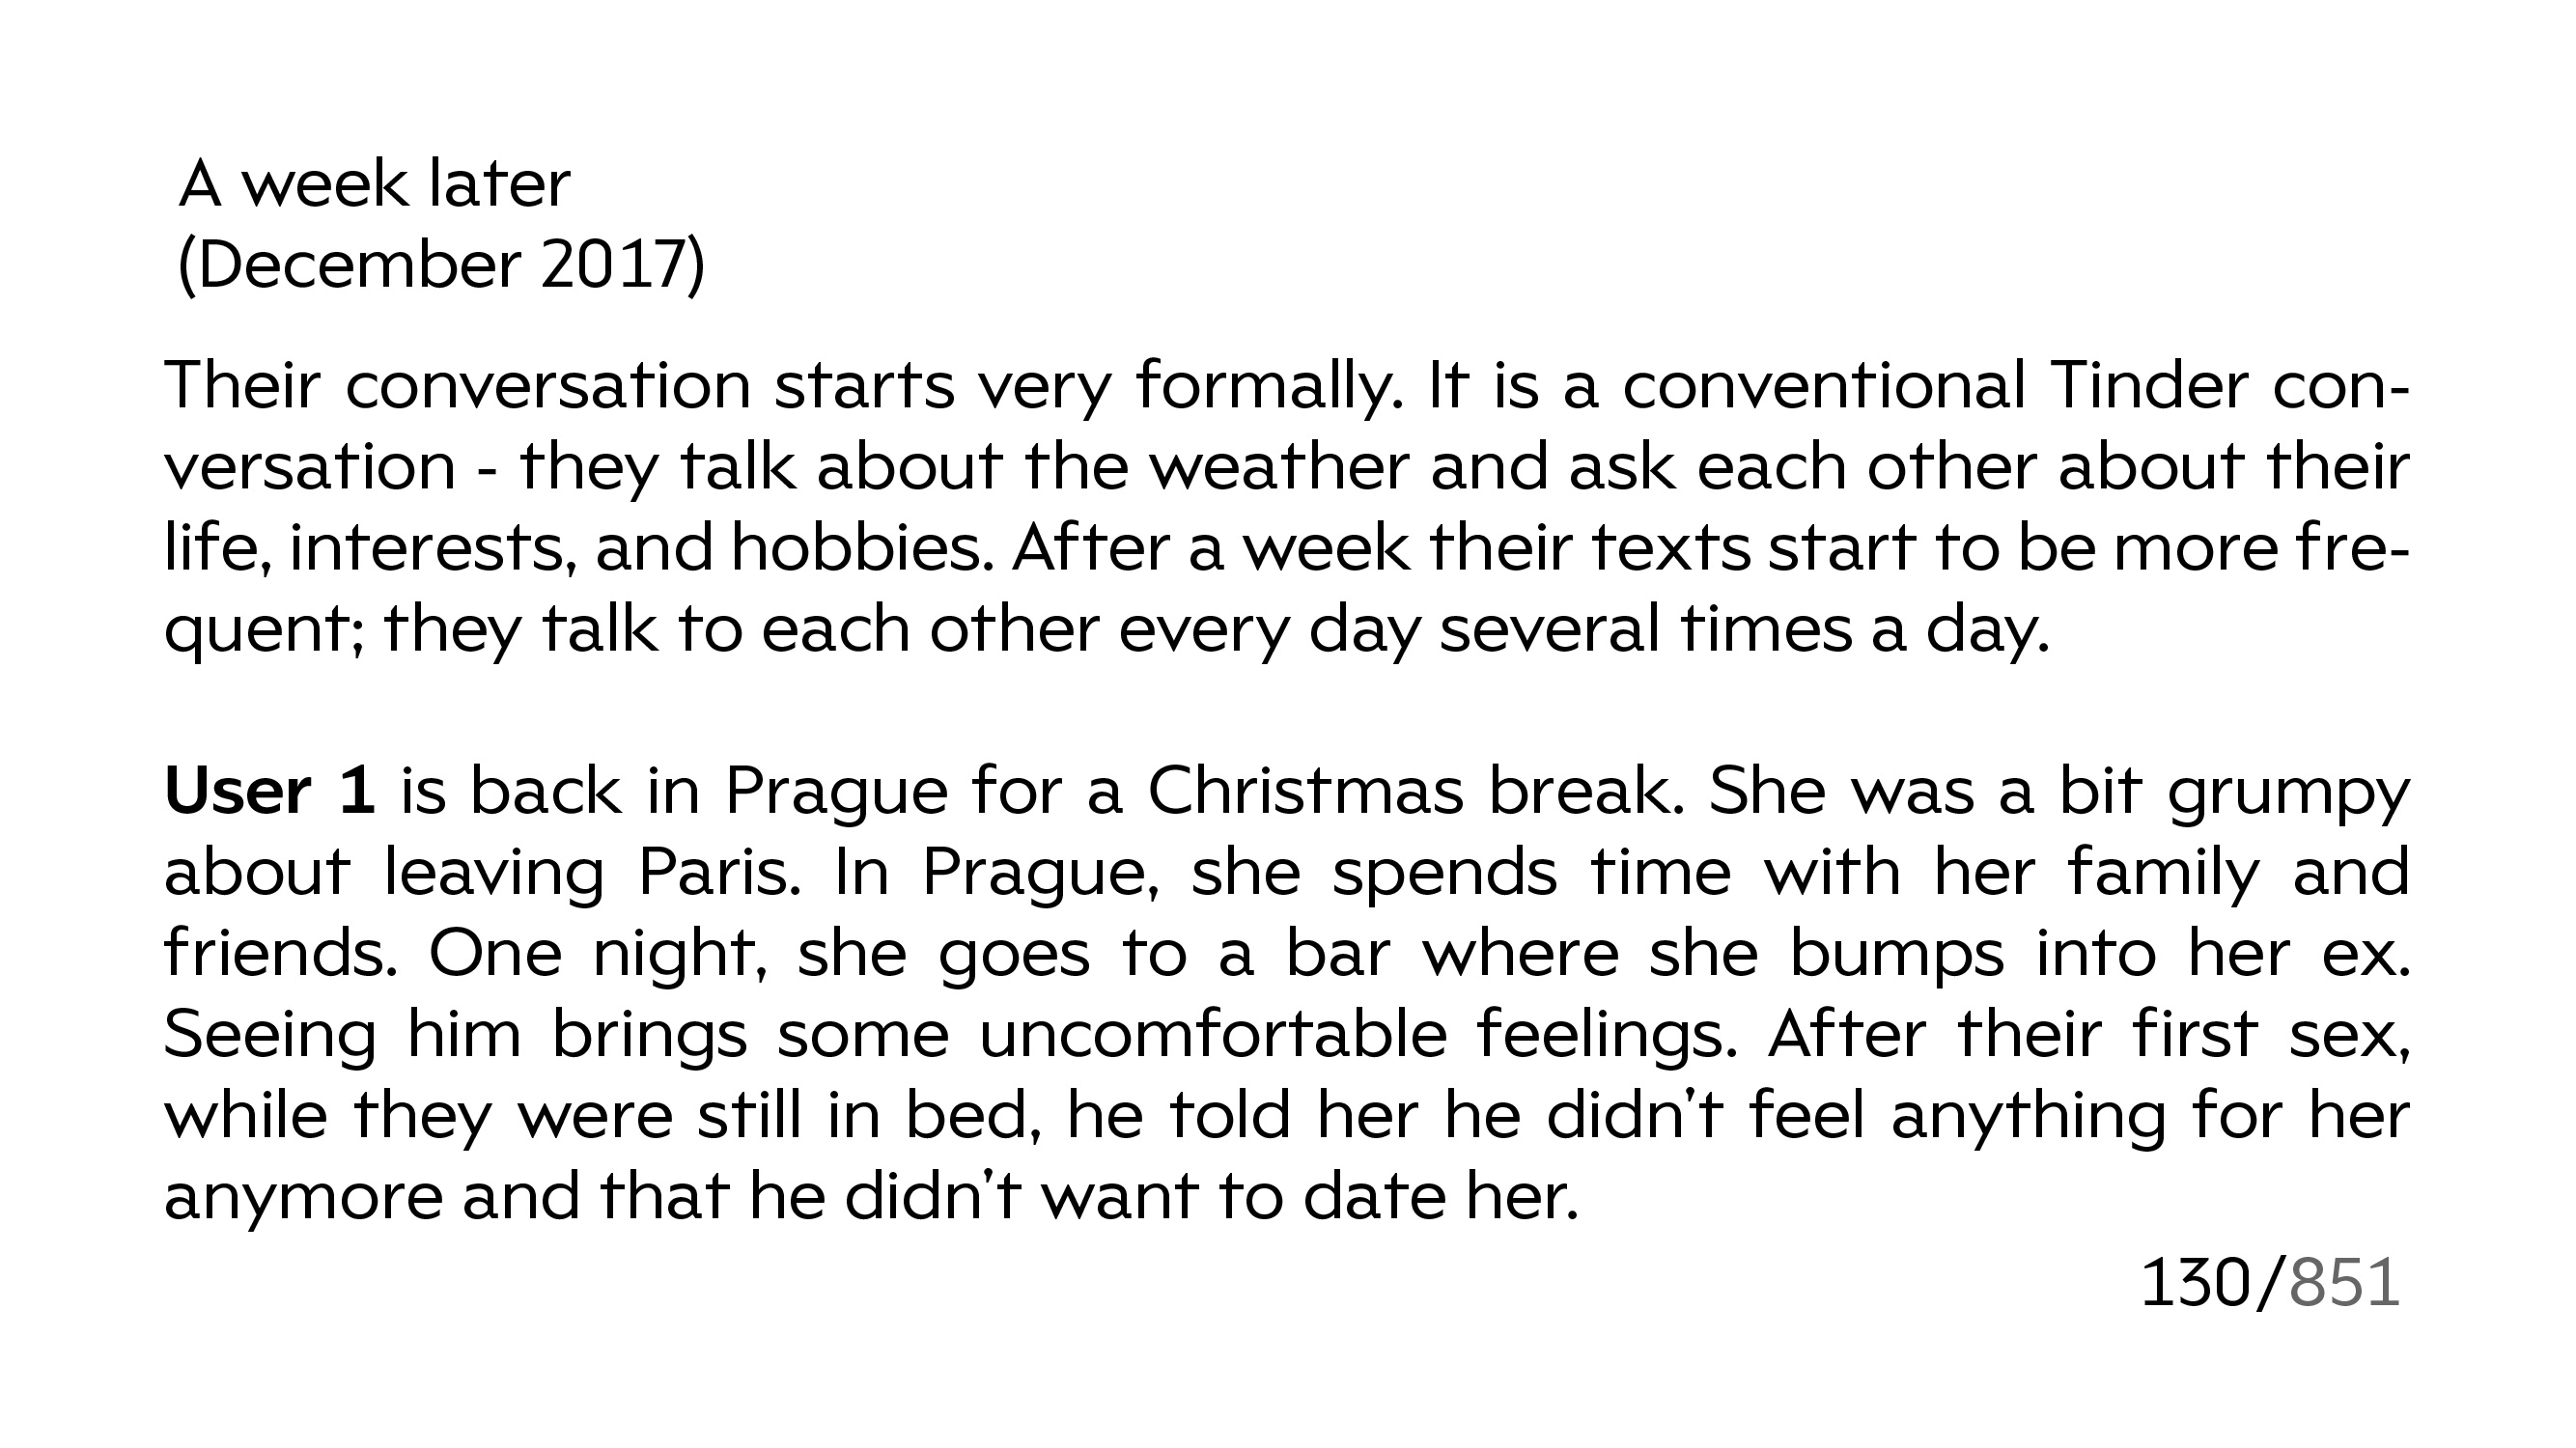 A week later
(December 2017)
Their conversation starts very formally. It is a conventional Tinder con-
versation - they talk about the weather and ask each other about their
life, interests, and hobbies. After a week their texts start to be more fre-
quent; they talk to each other every day several times a day.
User 1 is back in Prague for a Christmas break. She was a bit grumpy
about leaving Paris. In Prague, she spends time with her family and
friends. One night, she goes to a bar where she bumps into her ex.
Seeing him brings some uncomfortable feelings. After their first sex,
while they were still in bed, he told her he didn’t feel anything for her
anymore and that he didn’t want to date her.
130/851